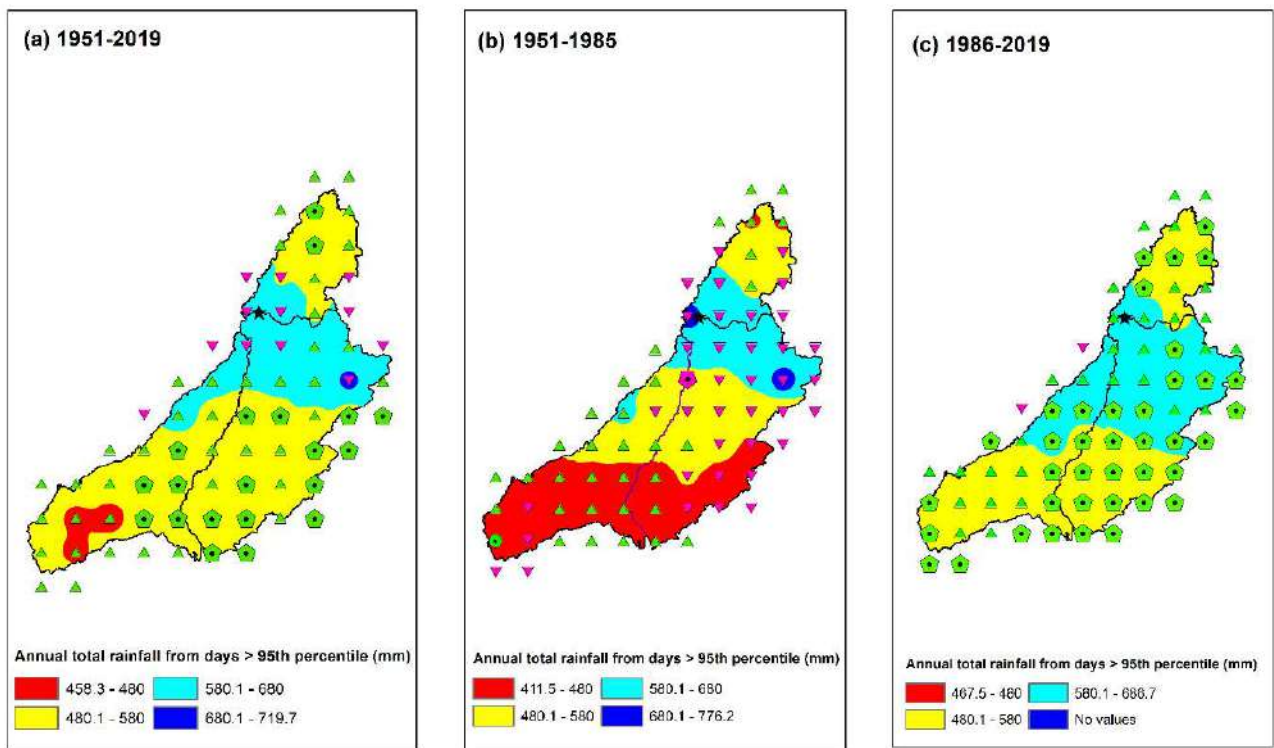 (a) 1951-2019
Annual total rainfall from days > 95th percentile (mm)
458.3 - 480
580.1 - 680
480.1 - 580
680.1 - 719.7
(b) 1951-1985
Annual total rainfall from days > 95th percentile (mm)
411.5 - 480
580.1 - 680
480.1 - 580
680.1 - 776.2
(c) 1986-2019
Annual total rainfall from days > 95th percentile (mm)
467.5 - 480
580.1 - 686.7
480.1 - 580
No values